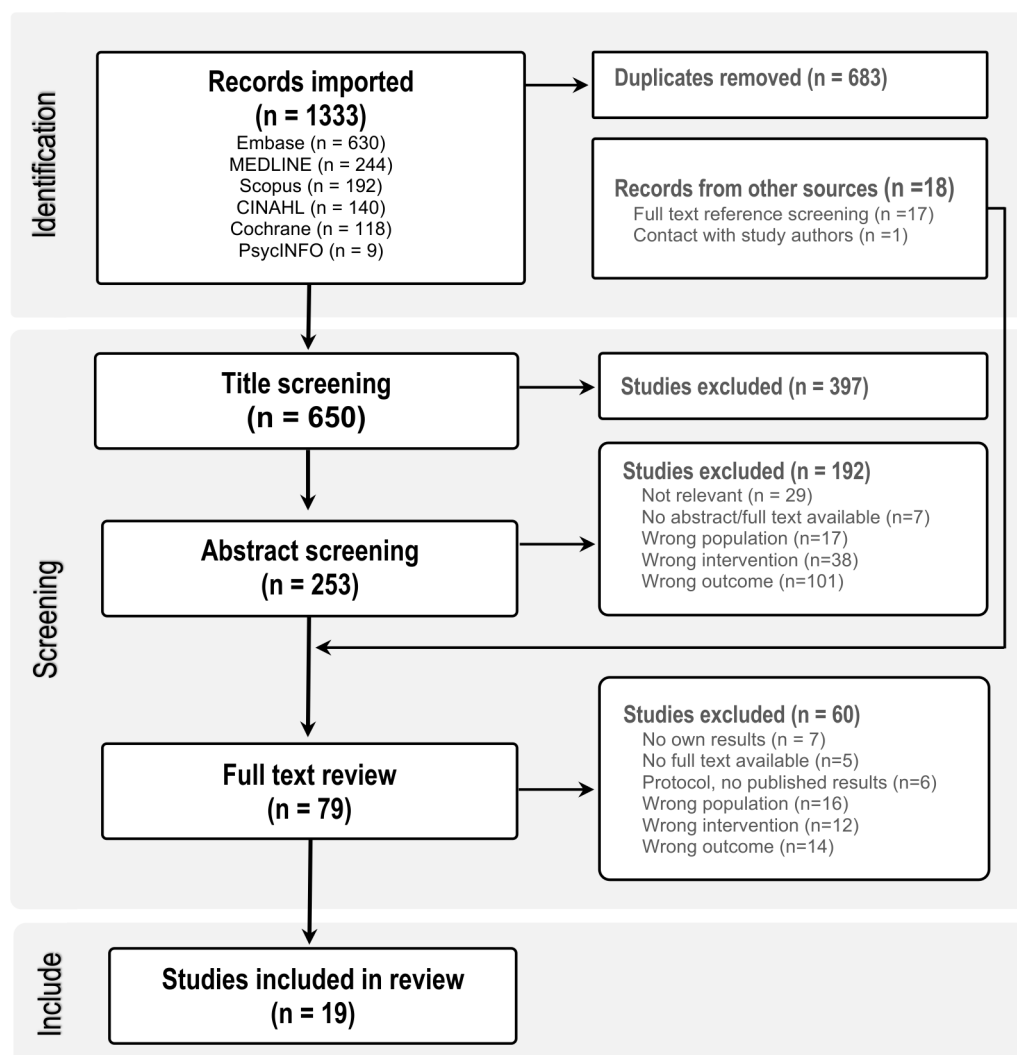 Identification
Records imported
(n = 1333)
Embase (n = 630)
MEDLINE (n = 244)
Scopus (n = 192)
CINAHL (n = 140)
Cochrane (n = 118)
PsycINFO (n = 9)
Duplicates removed (n = 683)
Records from other sources (n =18)
Full text reference screening (n =17)
Contact with study authors (n =1)
Screening
Title screening
(n = 650)
Studies excluded (n = 397)
Abstract screening
(n = 253)
Studies excluded (n = 192)
Not relevant (n = 29)
No abstract/full text available (n=7)
Wrong population (n=17)
Wrong intervention (n=38)
Wrong outcome (n=101)
Full text review
(n = 79)
Studies excluded (n = 60)
No own results (n = 7)
No full text available (n=5)
Protocol, no published results (n=6)
Wrong population (n=16)
Wrong intervention (n=12)
Wrong outcome (n=14)
Include
Studies included in review
(n = 19)